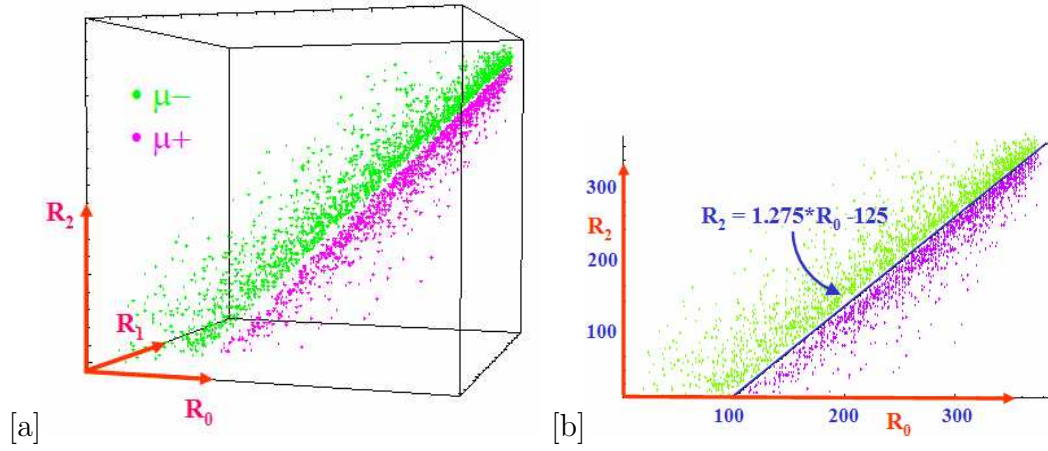 • μ−
• μ+
R₂
R₁
R₀
[a]
300
R₂
200
100
R₂ = 1.275*R₀ -125
100
200
300
R₀
[b]